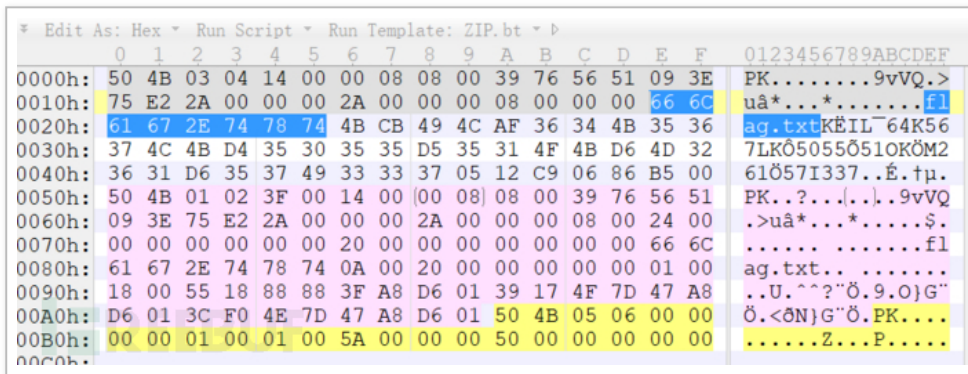 Edit As: Hex Run Script Run Template: ZIP.bt
0 1 2 3 4 5 6 7 8 9 A B C D E F 0123456789ABCDEF
0000h: 50 4B 03 04 14 00 00 08 08 00 39 76 56 51 09 3E PK........9vVQ.>
0010h: 75 E2 2A 00 00 00 2A 00 00 00 08 00 00 00 66 6C uâ*...*.......fl
0020h: 61 67 2E 74 78 74 4B CB 49 4C AF 36 34 4B 35 36 ag.txtKËIL¯64K56
0030h: 37 4C 4B D4 35 30 35 35 D5 35 31 4F 4B D6 4D 32 7LKÔ5055Õ51OKÖM2
0040h: 36 31 D6 35 37 49 33 33 37 05 12 C9 06 86 B5 00 61Ö57I337..É.†µ.
0050h: 50 4B 01 02 3F 00 14 00 00 08 08 00 39 76 56 51 PK..?.......9vVQ
0060h: 09 3E 75 E2 2A 00 00 00 2A 00 00 00 08 00 24 00 .>uâ*...*.....$.
0070h: 00 00 00 00 00 00 20 00 00 00 00 00 00 00 66 6C ...... .......fl
0080h: 61 67 2E 74 78 74 0A 00 20 00 00 00 00 00 01 00 ag.txt.. .......
0090h: 18 00 55 18 88 88 3F A8 D6 01 39 17 4F 7D 47 A8 ..U.ˆˆ?¨Ö.9.O}G¨
00A0h: D6 01 3C F0 4E 7D 47 A8 D6 01 50 4B 05 06 00 00 Ö.<ðN}G¨Ö.PK....
00B0h: 00 00 01 00 01 00 5A 00 00 00 50 00 00 00 00 00 ......Z...P.....
REEBUF